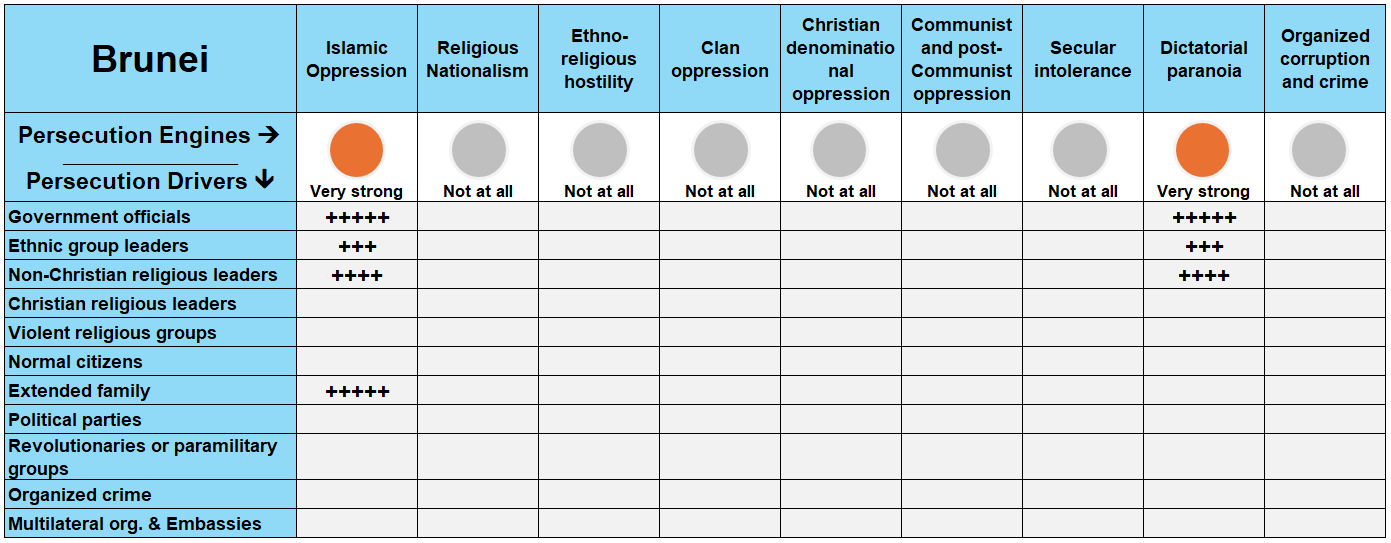 Brunei
Islamic
Oppression
Religious
Nationalism
Ethno-
religious
hostility
Clan
oppression
Christian
denominatio
nal
oppression
Communist
and post-
Communist
oppression
Secular
intolerance
Dictatorial
paranoia
Organized
corruption
and crime
Persecution Engines →
Persecution Drivers ↓
Very strong
Not at all
Not at all
Not at all
Not at all
Not at all
Not at all
Very strong
Not at all
Government officials +++++ +++++
Ethnic group leaders +++ +++
Non-Christian religious leaders ++++ ++++
Christian religious leaders
Violent religious groups
Normal citizens
Extended family +++++
Political parties
Revolutionaries or paramilitary
groups
Organized crime
Multilateral org. & Embassies